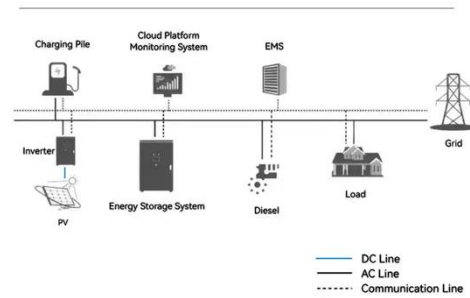 Charging Pile
Cloud Platform
Monitoring System
EMS
Grid
Inverter
PV
Energy Storage System
Diesel
Load
DC Line
AC Line
Communication Line